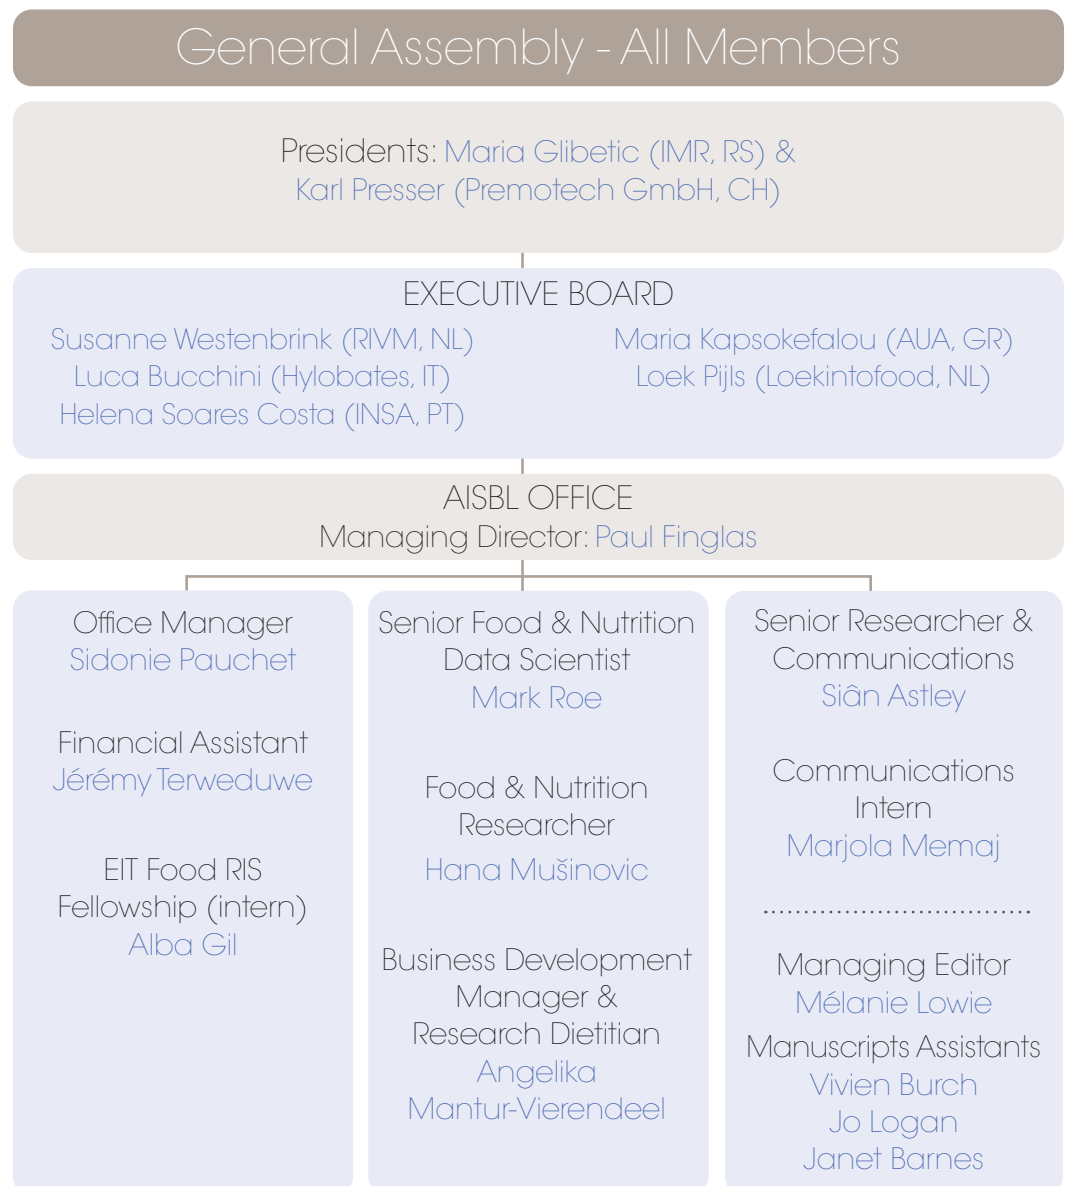 General Assembly - All Members
Presidents: Maria Glibetic (IMR, RS) &
Karl Presser (Premotech GmbH, CH)
EXECUTIVE BOARD
Susanne Westenbrink (RIVM, NL)
Luca Bucchini (Hylobates, IT)
Helena Soares Costa (INSA, PT)
Maria Kapsokefalou (AUA, GR)
Loek Pijls (Loekintofood, NL)
AISBL OFFICE
Managing Director: Paul Finglas
Office Manager
Sidonie Pauchet
Financial Assistant
Jérémy Terweduwe
EIT Food RIS
Fellowship (intern)
Alba Gil
Senior Food & Nutrition
Data Scientist
Mark Roe
Food & Nutrition
Researcher
Hana Mušinovic
Business Development
Manager &
Research Dietitian
Angelika
Mantur-Vierendeel
Senior Researcher &
Communications
Siân Astley
Communications
Intern
Marjola Memaj
.................................
Managing Editor
Mélanie Lowie
Manuscripts Assistants
Vivien Burch
Jo Logan
Janet Barnes